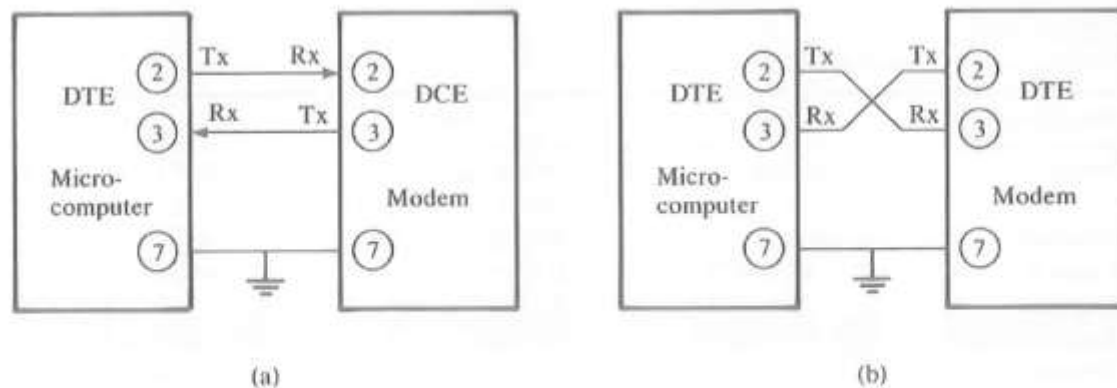 Tx Rx
2 2
DTE DCE
Rx Tx
3 3
Micro-
computer
Modem
7 7
(a)
Tx Tx
2 2
DTE DTE
Rx Rx
3 3
Micro-
computer
Modem
7 7
(b)